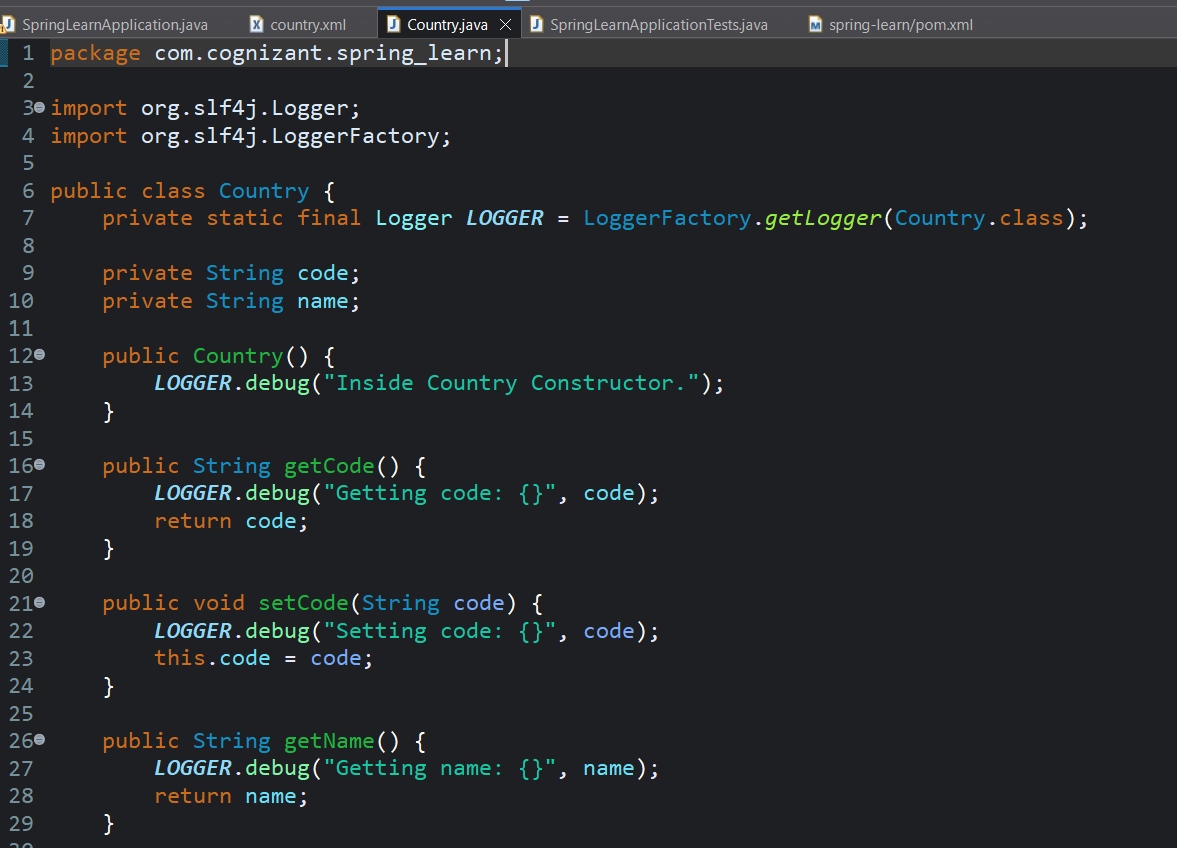 SpringLearnApplication.java country.xml Country.java SpringLearnApplicationTests.java spring-learn/pom.xml
1 package com.cognizant.spring_learn;
2
3 import org.slf4j.Logger;
4 import org.slf4j.LoggerFactory;
5
6 public class Country {
7     private static final Logger LOGGER = LoggerFactory.getLogger(Country.class);
8
9     private String code;
10     private String name;
11
12     public Country() {
13         LOGGER.debug("Inside Country Constructor.");
14     }
15
16     public String getCode() {
17         LOGGER.debug("Getting code: {}", code);
18         return code;
19     }
20
21     public void setCode(String code) {
22         LOGGER.debug("Setting code: {}", code);
23         this.code = code;
24     }
25
26     public String getName() {
27         LOGGER.debug("Getting name: {}", name);
28         return name;
29     }